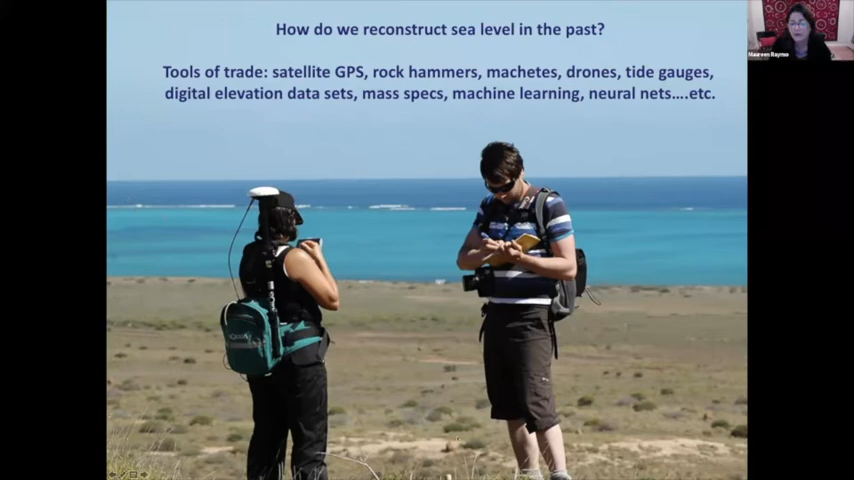 How do we reconstruct sea level in the past?
Tools of trade: satellite GPS, rock hammers, machetes, drones, tide gauges,
digital elevation data sets, mass specs, machine learning, neural nets….etc.
Maureen Raymo